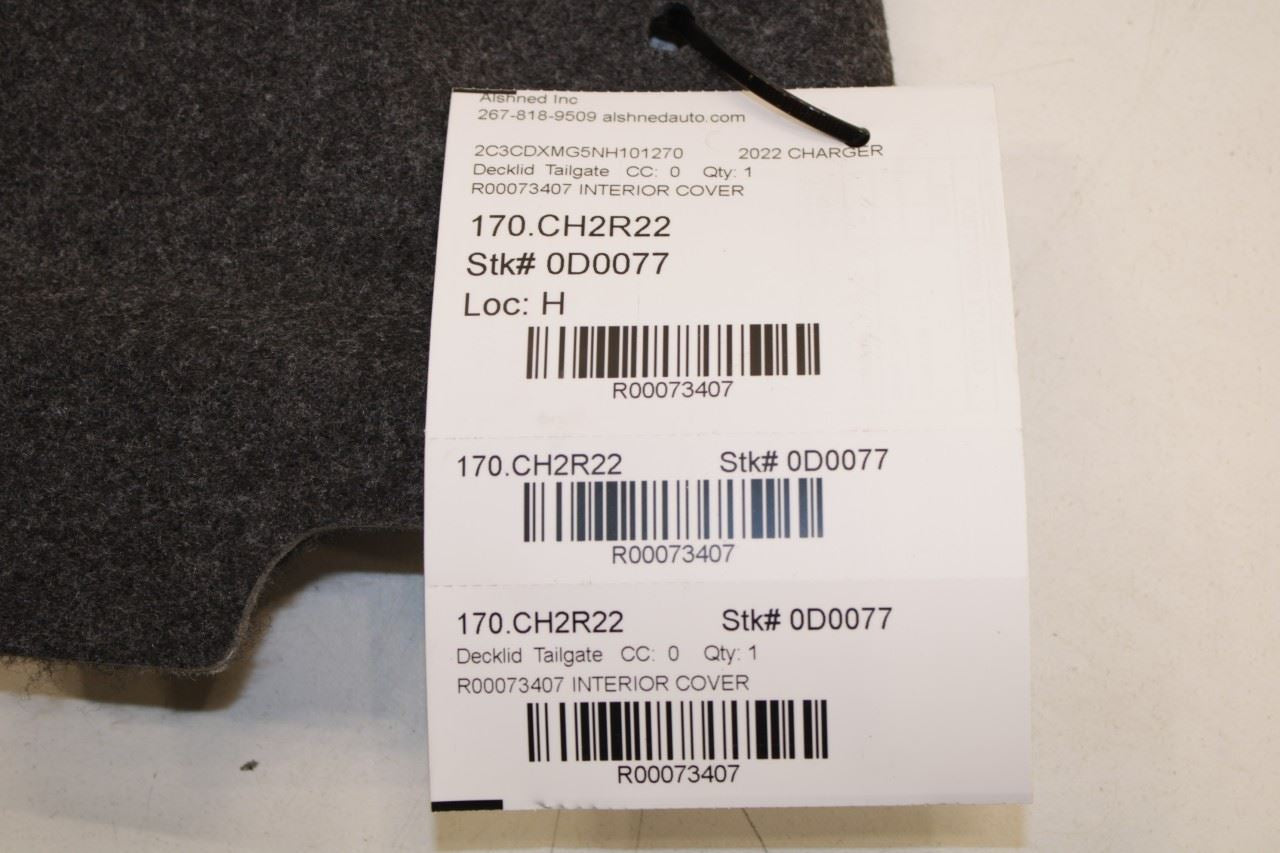 Alshned Inc
267-818-9509 alshnedauto.com
2C3CDXMG5NH101270 2022 CHARGER
Decklid Tailgate CC: 0 Qty: 1
R00073407 INTERIOR COVER
170.CH2R22
Stk# 0D0077
Loc: H
R00073407
170.CH2R22 Stk# 0D0077
R00073407
170.CH2R22 Stk# 0D0077
Decklid Tailgate CC: 0 Qty: 1
R00073407 INTERIOR COVER
R00073407